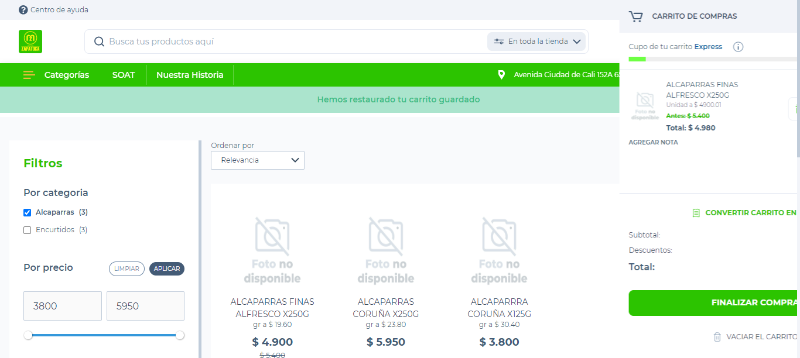 Centro de ayuda
Busca tus productos aquí
En toda la tienda
Categorías
SOAT
Nuestra Historia
Avenida Ciudad de Cali 152A 6
Hemos restaurado tu carrito guardado
Filtros
Por categoria
Alcaparras (3)
Encurtidos (3)
Por precio
LIMPIAR
APLICAR
3800
5950
Ordenar por
Relevancia
Foto no
disponible
ALCAPARRAS FINAS
ALFRESCO X250G
gr a $ 19.60
$ 4.900
$ 5.400
Foto no
disponible
ALCAPARRAS
CORUÑA X250G
gr a $ 23.80
$ 5.950
Foto no
disponible
ALCAPARRRA
CORUÑA X125G
gr a $ 30.40
$ 3.800
CARRITO DE COMPRAS
Cupo de tu carrito Express
Foto no
disponible
ALCAPARRAS FINAS
ALFRESCO X250G
Unidad a $ 4900.01
Antes: $ 5.400
Total: $ 4.980
AGREGAR NOTA
CONVERTIR CARRITO EN
Subtotal:
Descuentos:
Total:
FINALIZAR COMPRA
VACIAR EL CARRITO